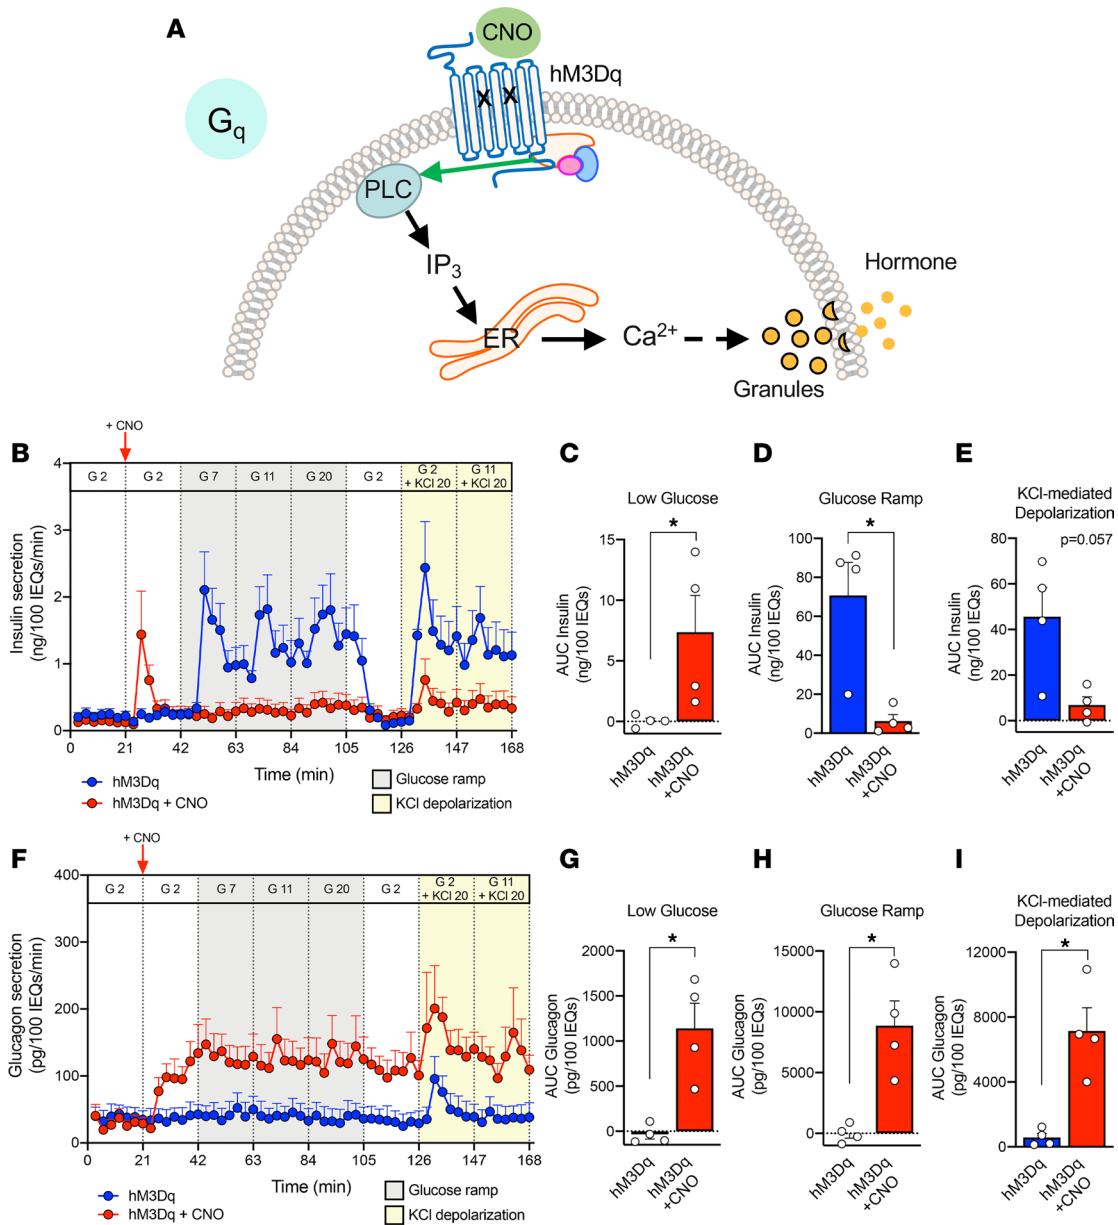 A
CNO
hM3Dq
Gq
PLC
IP3
ER
Ca2+
Hormone
Granules
B
+ CNO
G 2
G 2
G 7
G 11
G 20
G 2
G 2
+ KCl 20
G 11
+ KCl 20
Insulin secretion
(ng/100 IEQs/min)
4
3
2
1
0
0
21
42
63
84
105
126
147
168
Time (min)
hM3Dq
hM3Dq + CNO
Glucose ramp
KCl depolarization
C
Low Glucose
*
AUC Insulin
(ng/100 IEQs)
15
10
5
0
hM3Dq
hM3Dq
+CNO
D
Glucose Ramp
*
AUC Insulin
(ng/100 IEQs)
100
80
60
40
20
0
hM3Dq
hM3Dq
+CNO
E
KCl-mediated
Depolarization
p=0.057
AUC Insulin
(ng/100 IEQs)
80
60
40
20
0
hM3Dq
hM3Dq
+CNO
F
+ CNO
G 2
G 2
G 7
G 11
G 20
G 2
G 2
+ KCl 20
G 11
+ KCl 20
Glucagon secretion
(pg/100 IEQs/min)
400
300
200
100
0
0
21
42
63
84
105
126
147
168
Time (min)
hM3Dq
hM3Dq + CNO
Glucose ramp
KCl depolarization
G
Low Glucose
*
AUC Glucagon
(pg/100 IEQs)
2000
1500
1000
500
0
hM3Dq
hM3Dq
+CNO
H
Glucose Ramp
*
AUC Glucagon
(pg/100 IEQs)
15000
10000
5000
0
hM3Dq
hM3Dq
+CNO
I
KCl-mediated
Depolarization
*
AUC Glucagon
(pg/100 IEQs)
12000
8000
4000
0
hM3Dq
hM3Dq
+CNO